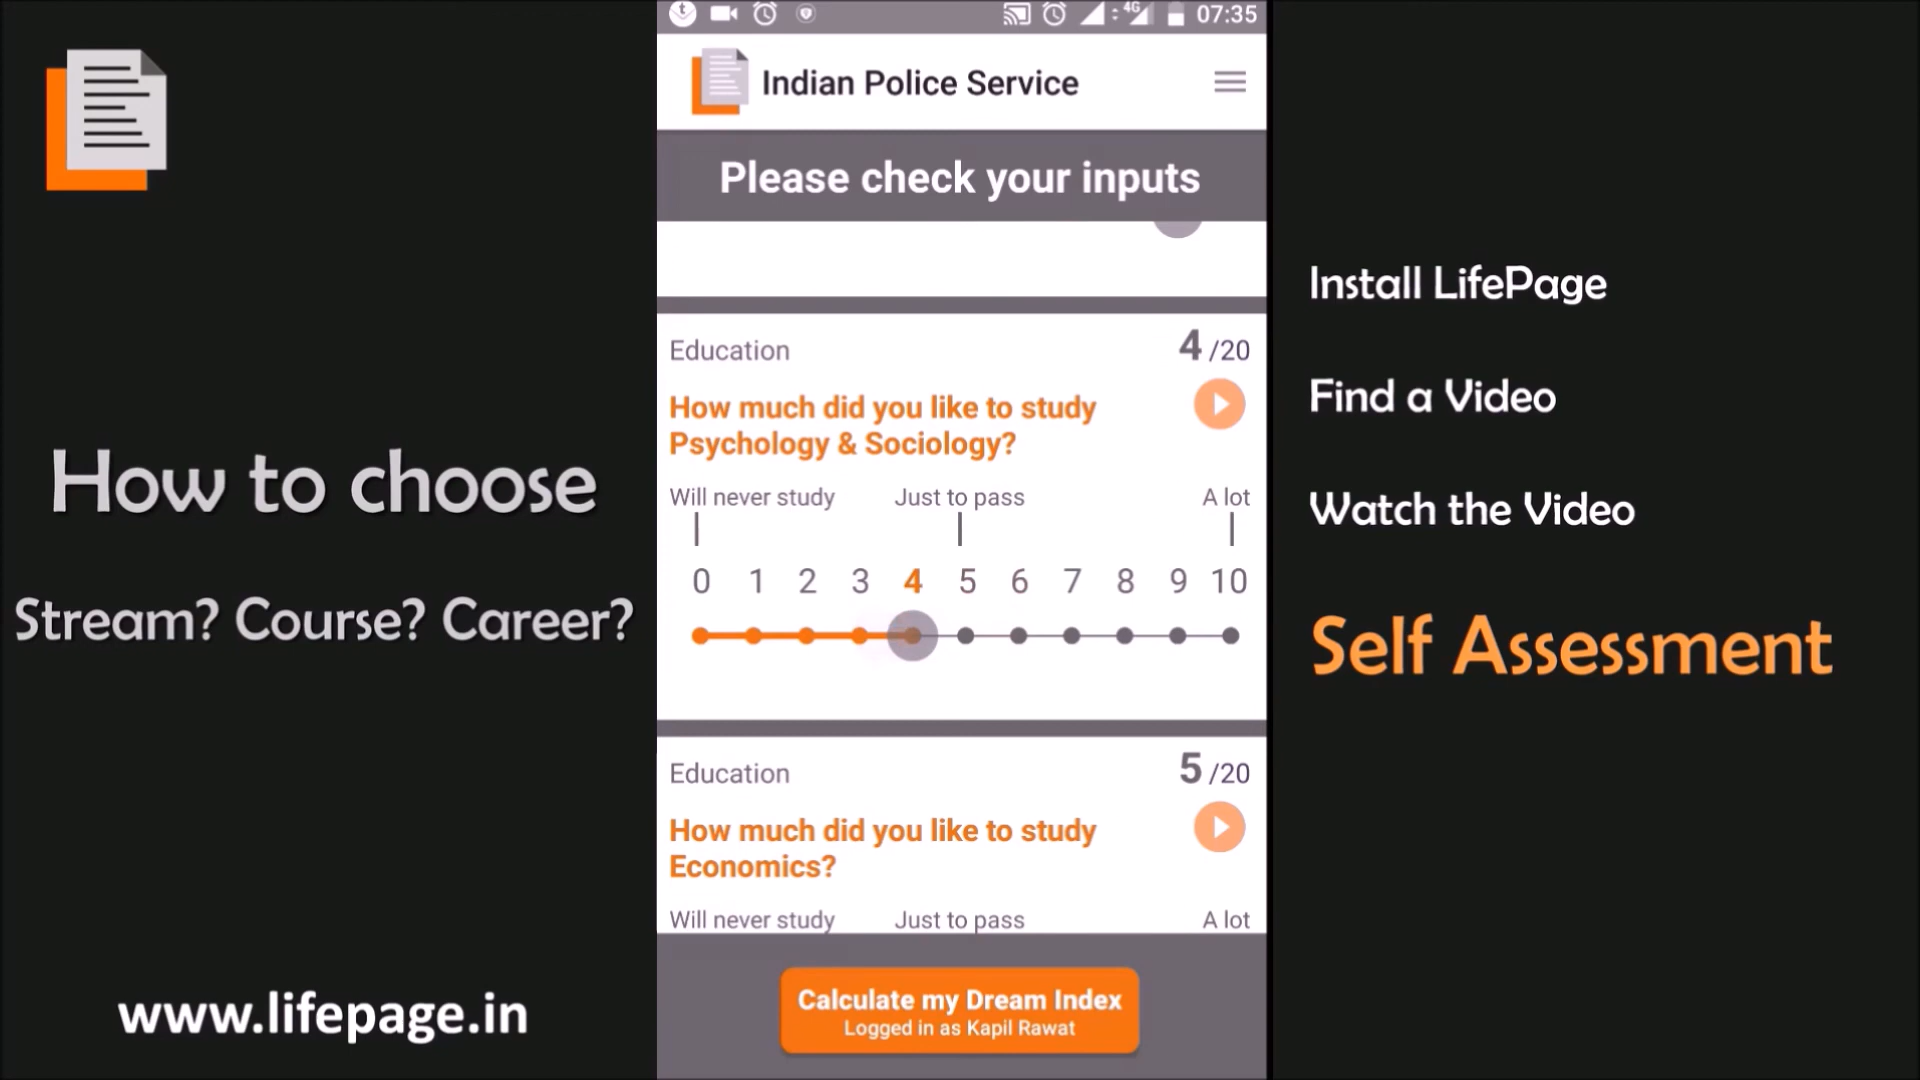 07:35
4G
Indian Police Service
Please check your inputs
Education
4 /20
How much did you like to study
Psychology & Sociology?
Will never study Just to pass A lot
0 1 2 3 4 5 6 7 8 9 10
Education
5 /20
How much did you like to study
Economics?
Will never study Just to pass A lot
Calculate my Dream Index
Logged in as Kapil Rawat
How to choose
Stream? Course? Career?
www.lifepage.in
Install LifePage
Find a Video
Watch the Video
Self Assessment